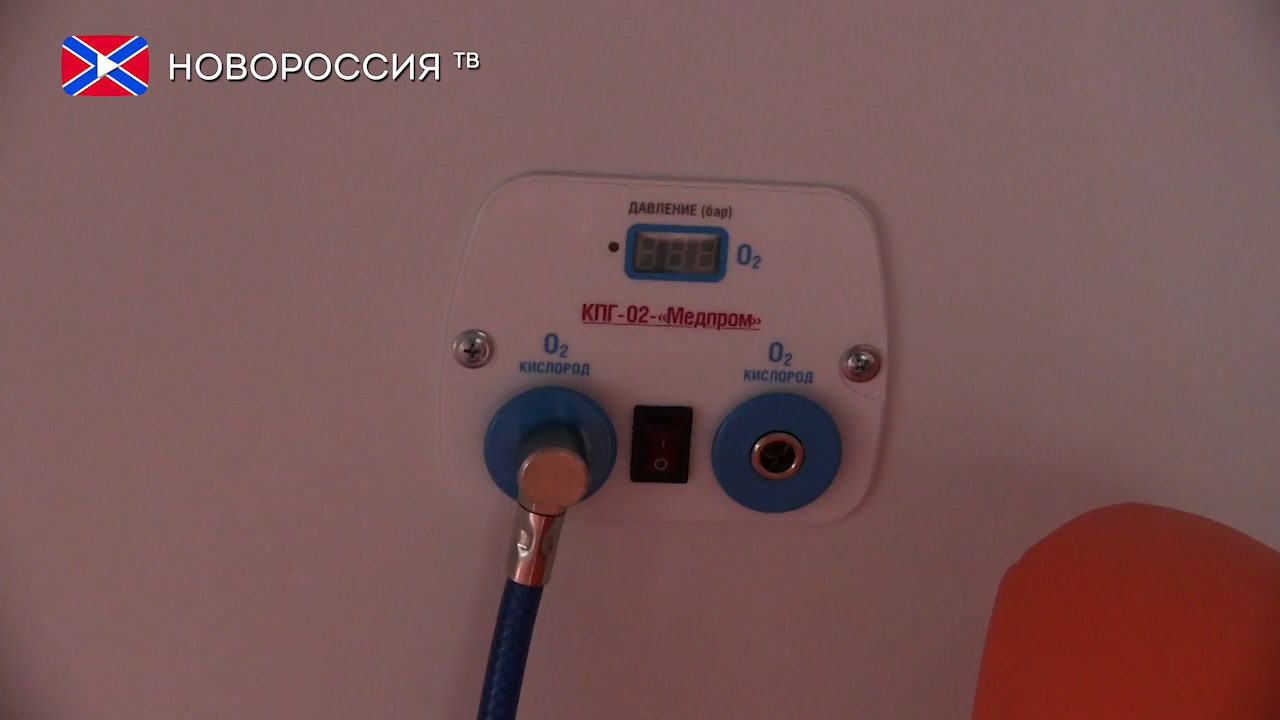 НОВОРОССИЯ ТВ
ДАВЛЕНИЕ (бар)
O₂
КПГ-02-«Медпром»
O₂
КИСЛОРОД
O₂
КИСЛОРОД
I
O